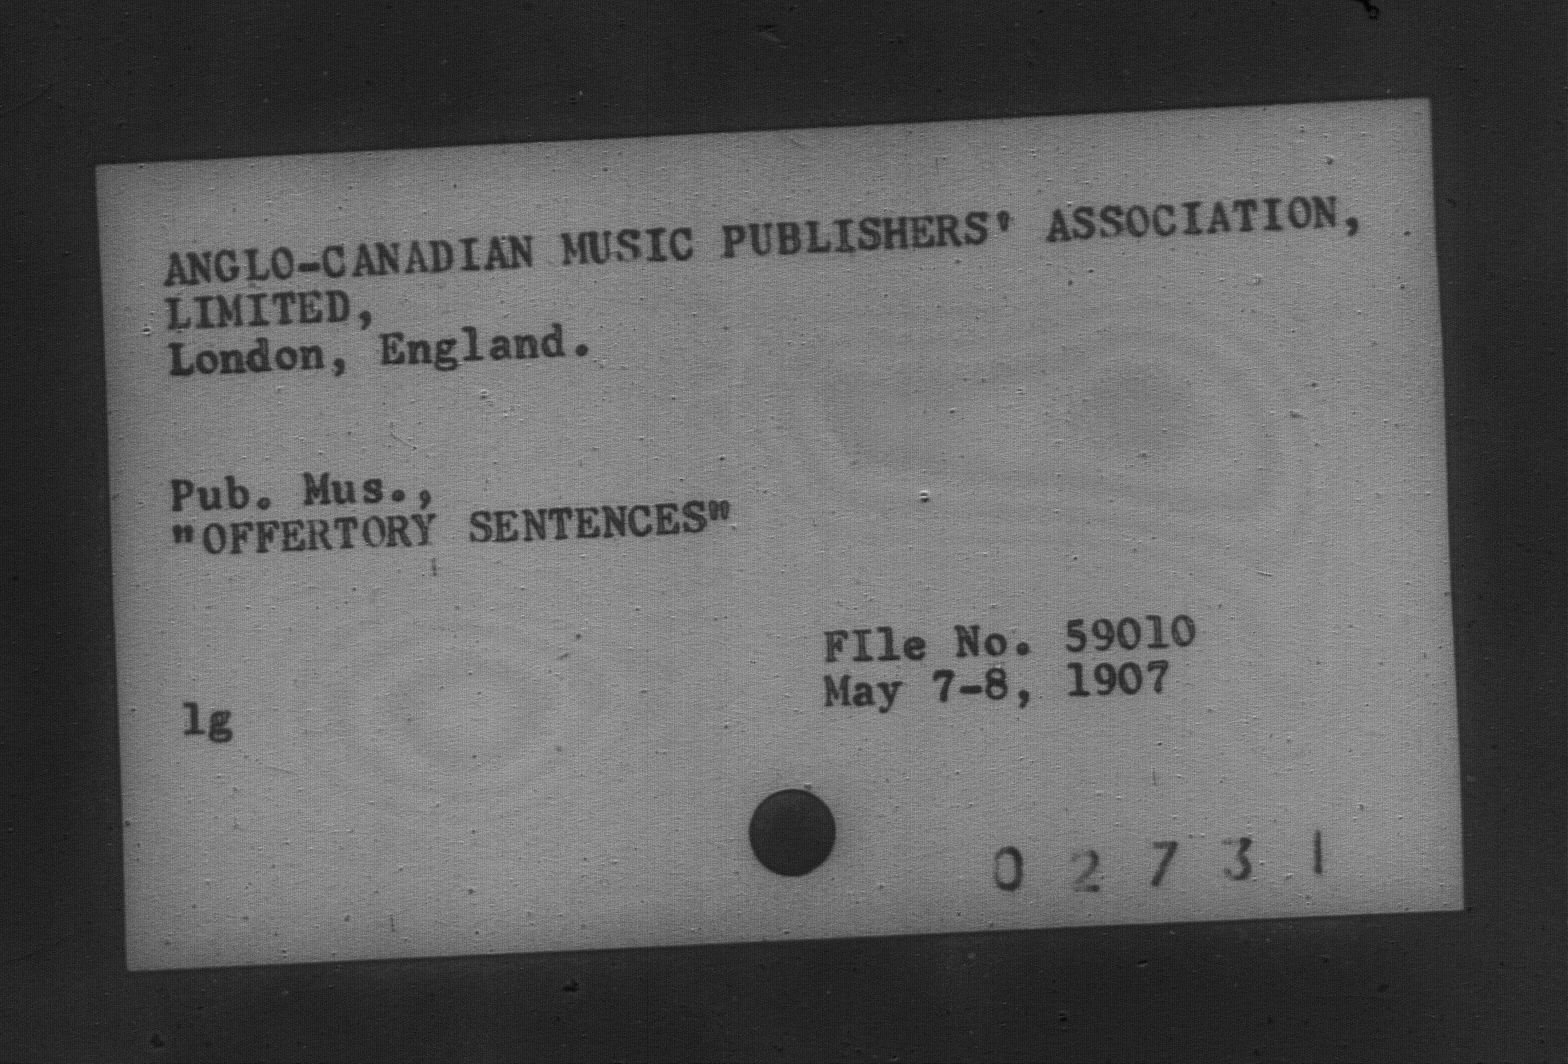 ANGLO-CANADIAN MUSIC PUBLISHERS' ASSOCIATION,
LIMITED,
London, England.
Pub. Mus.,
"OFFERTORY SENTENCES"
FIle No. 59010
May 7-8, 1907
lg
0 2 7 3 1